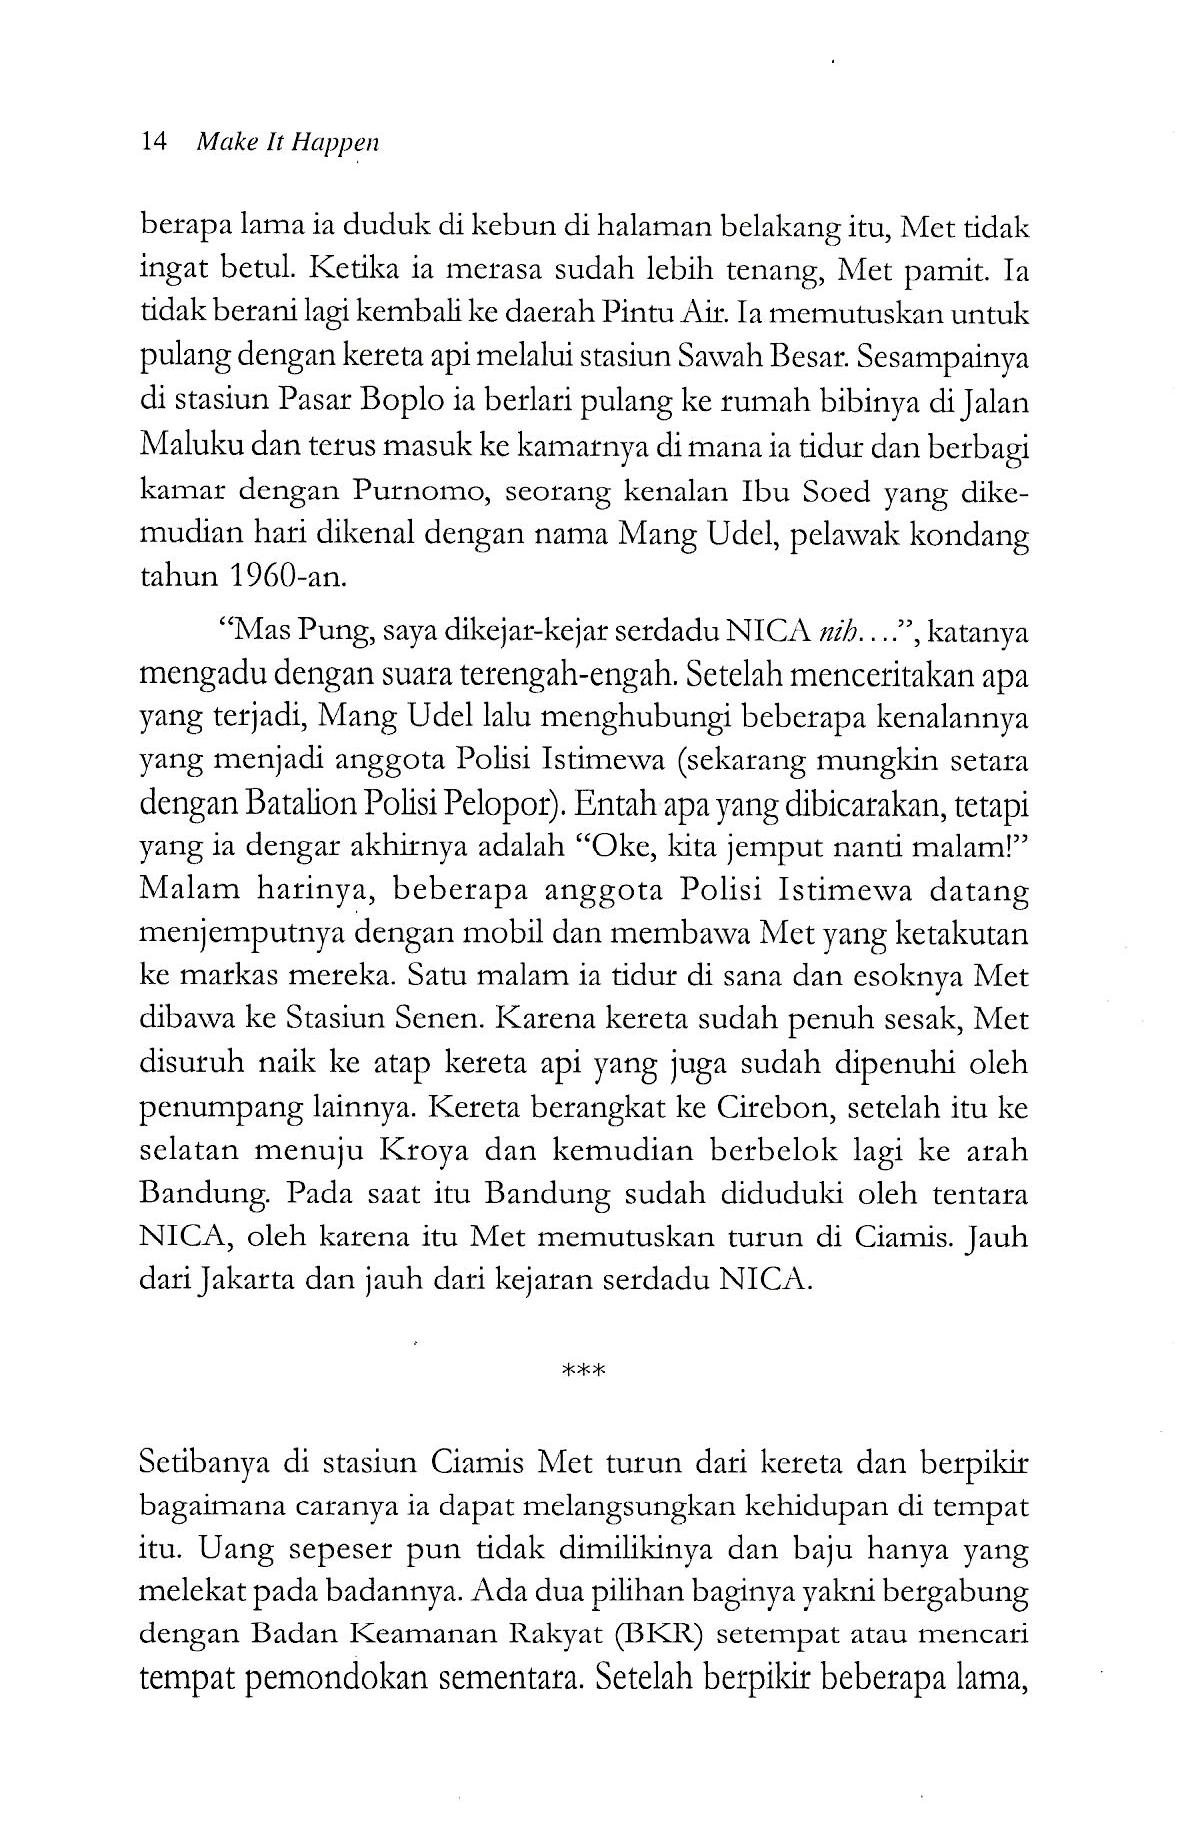 14 Make It Happen
berapa lama ia duduk di kebun di halaman belakang itu, Met tidak
ingat betul. Ketika ia merasa sudah lebih tenang, Met pamit. Ia
tidak berani lagi kembali ke daerah Pintu Air. Ia memutuskan untuk
pulang dengan kereta api melalui stasiun Sawah Besar. Sesampainya
di stasiun Pasar Boplo ia berlari pulang ke rumah bibinya di Jalan
Maluku dan terus masuk ke kamarnya di mana ia tidur dan berbagi
kamar dengan Purnomo, seorang kenalan Ibu Soed yang dike-
mudian hari dikenal dengan nama Mang Udel, pelawak kondang
tahun 1960-an.
“Mas Pung, saya dikejar-kejar serdadu NICA nih. . . .”, katanya
mengadu dengan suara terengah-engah. Setelah menceritakan apa
yang terjadi, Mang Udel lalu menghubungi beberapa kenalannya
yang menjadi anggota Polisi Istimewa (sekarang mungkin setara
dengan Batalion Polisi Pelopor). Entah apa yang dibicarakan, tetapi
yang ia dengar akhirnya adalah “Oke, kita jemput nanti malam!”
Malam harinya, beberapa anggota Polisi Istimewa datang
menjemputnya dengan mobil dan membawa Met yang ketakutan
ke markas mereka. Satu malam ia tidur di sana dan esoknya Met
dibawa ke Stasiun Senen. Karena kereta sudah penuh sesak, Met
disuruh naik ke atap kereta api yang juga sudah dipenuhi oleh
penumpang lainnya. Kereta berangkat ke Cirebon, setelah itu ke
selatan menuju Kroya dan kemudian berbelok lagi ke arah
Bandung. Pada saat itu Bandung sudah diduduki oleh tentara
NICA, oleh karena itu Met memutuskan turun di Ciamis. Jauh
dari Jakarta dan jauh dari kejaran serdadu NICA.
***
Setibanya di stasiun Ciamis Met turun dari kereta dan berpikir
bagaimana caranya ia dapat melangsungkan kehidupan di tempat
itu. Uang sepeser pun tidak dimilikinya dan baju hanya yang
melekat pada badannya. Ada dua pilihan baginya yakni bergabung
dengan Badan Keamanan Rakyat (BKR) setempat atau mencari
tempat pemondokan sementara. Setelah berpikir beberapa lama,